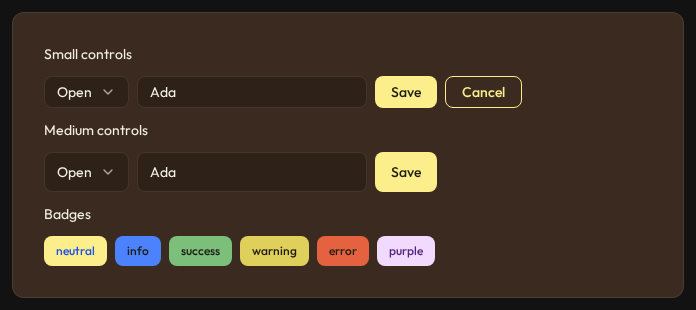 Small controls
Open Ada Save Cancel
Medium controls
Open Ada Save
Badges
neutral info success warning error purple